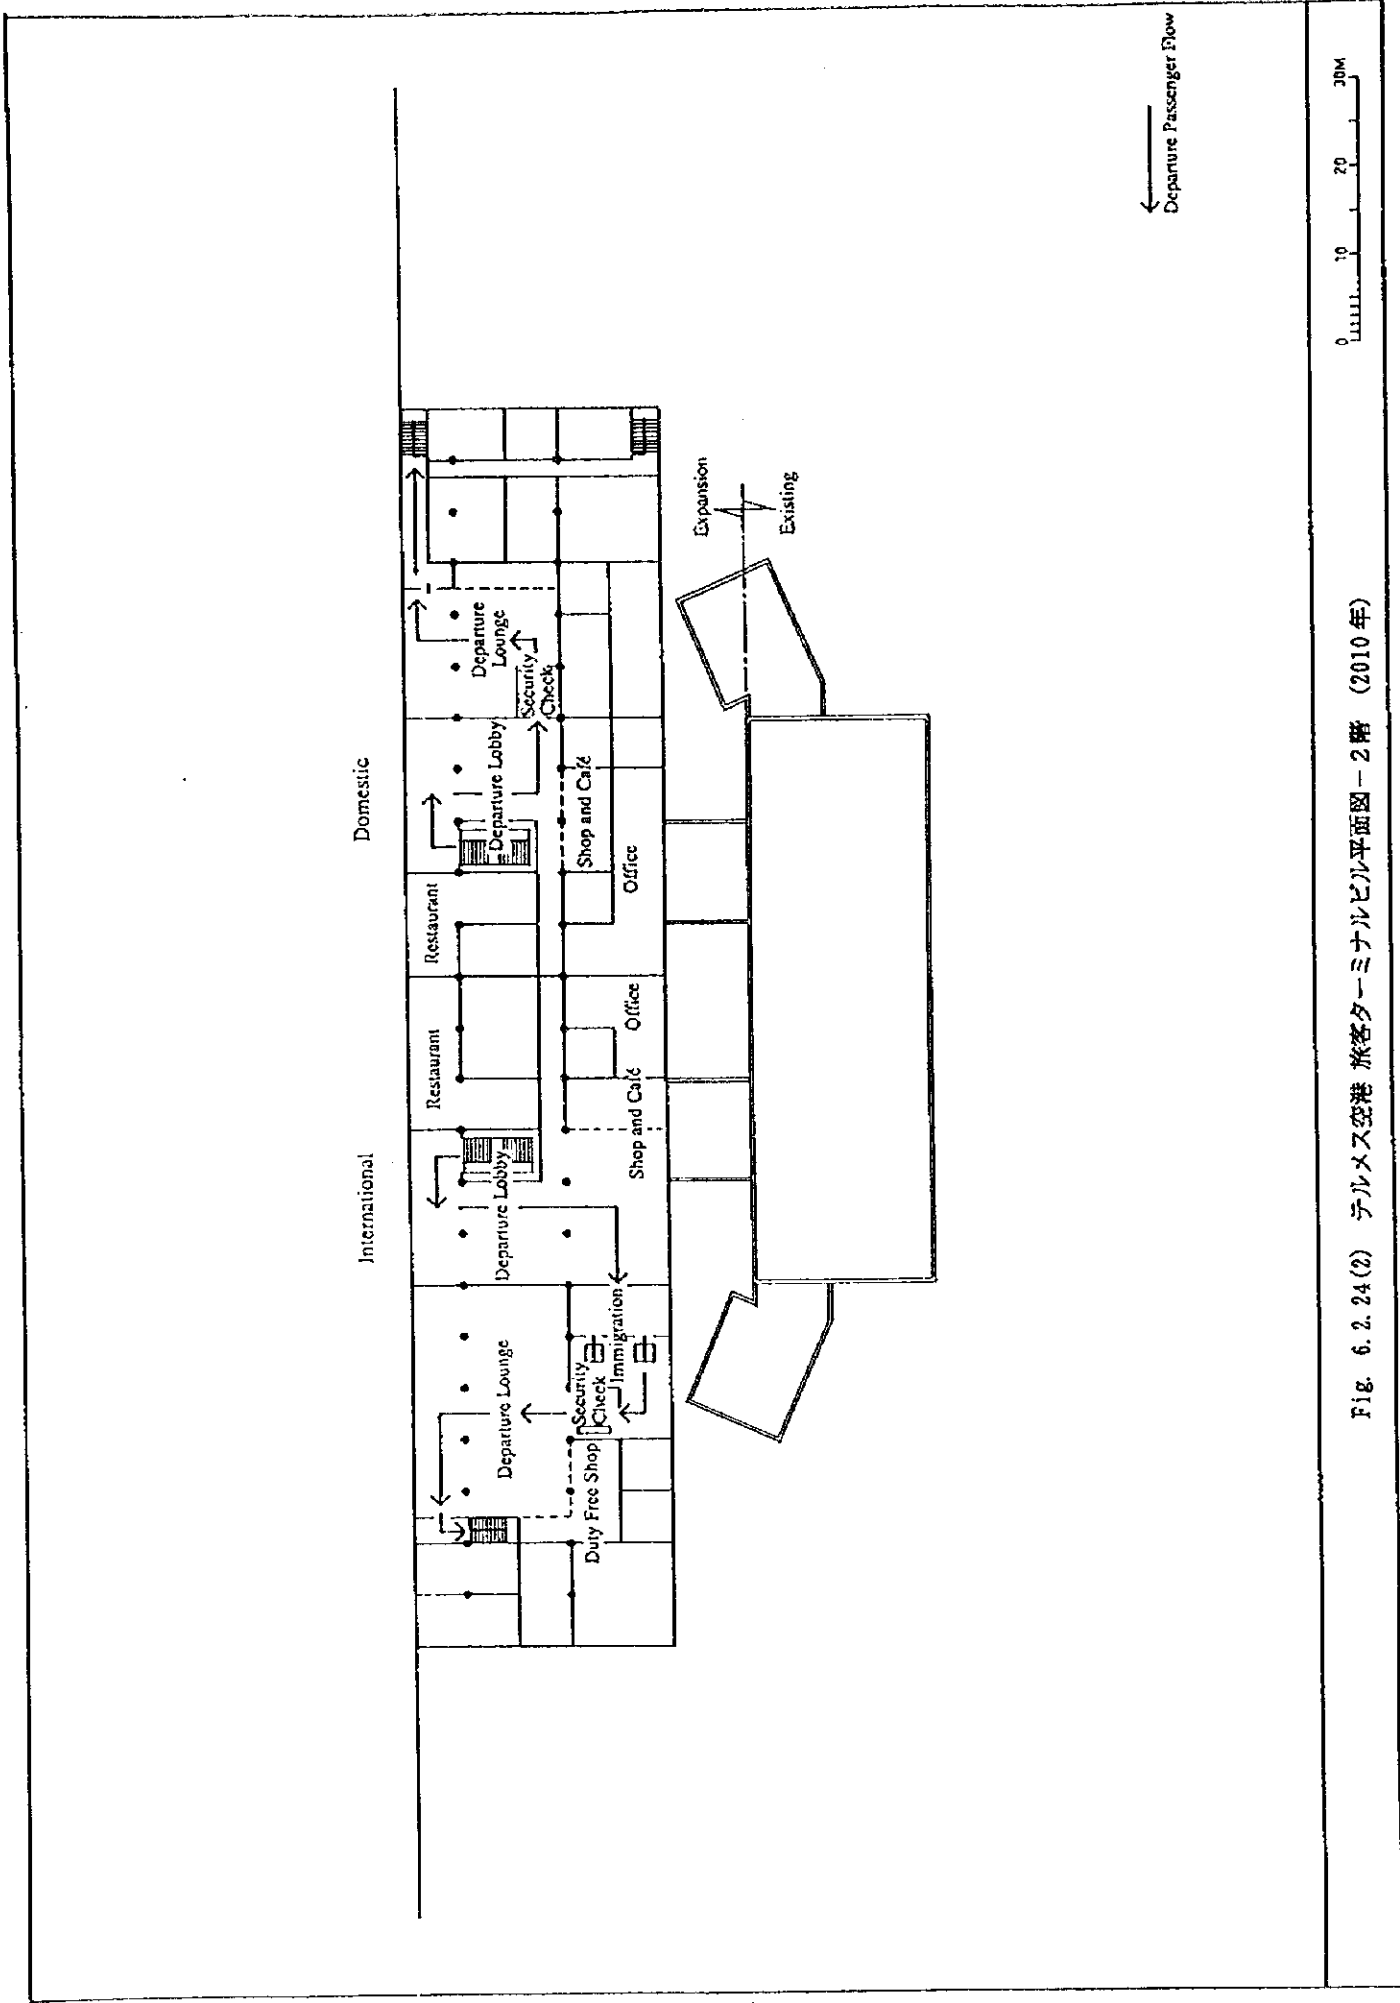 International
Domestic
Restaurant
Restaurant
Departure Lounge
Departure Lobby
Departure Lobby
Departure
Lounge
Security
Check
Immigration
Security
Check
Duty Free Shop
Shop and Café
Office
Office
Shop and Café
Expansion
Existing
Departure Passenger Flow
Fig. 6.2.24(2) テルメス空港 旅客ターミナルビル平面図－2階 (2010年)
0 10 20 30M